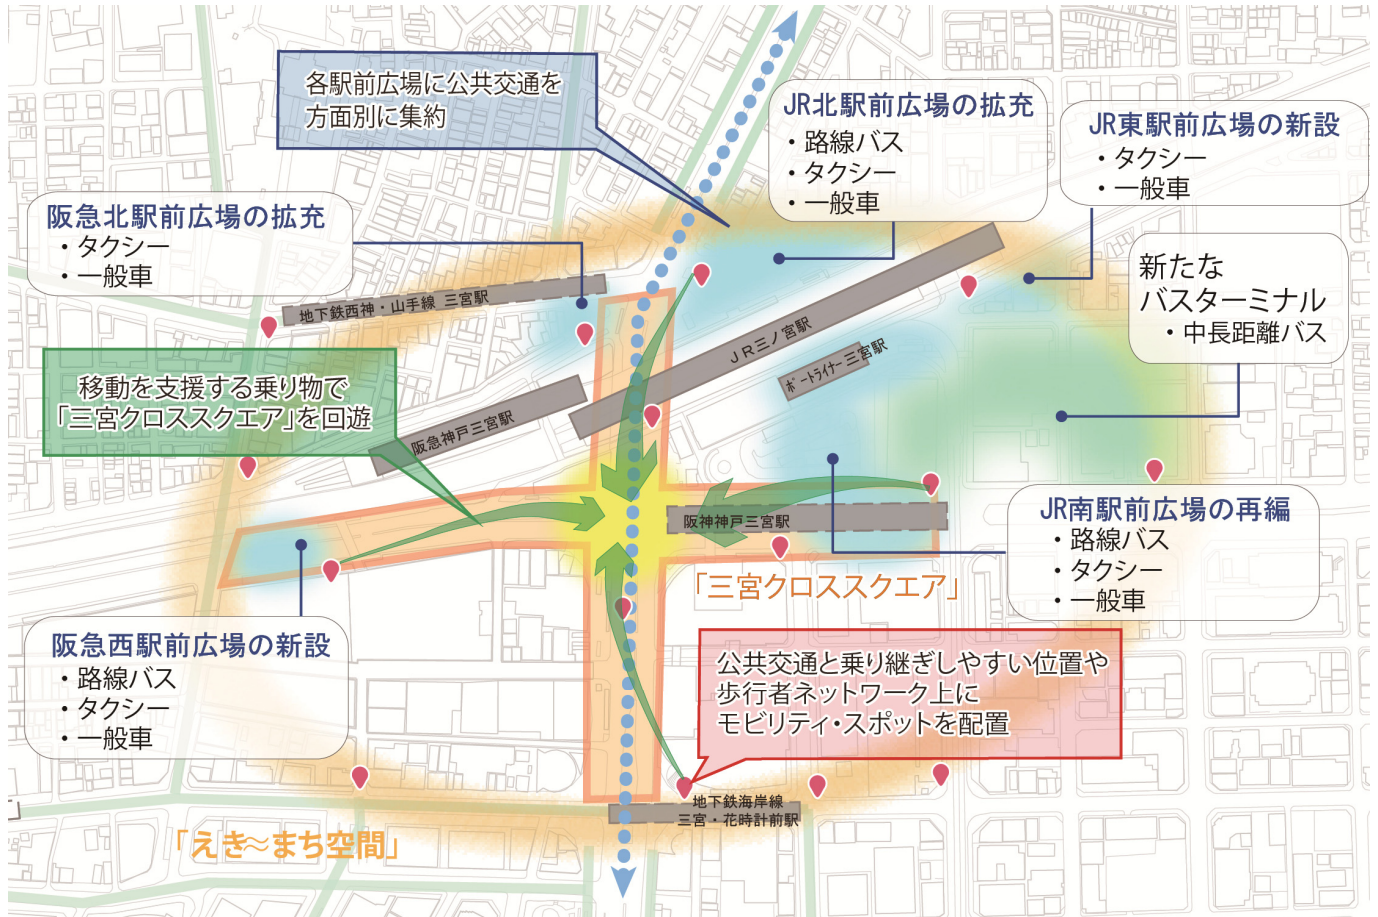 各駅前広場に公共交通を
方面別に集約
JR北駅前広場の拡充
・路線バス
・タクシー
・一般車
JR東駅前広場の新設
・タクシー
・一般車
阪急北駅前広場の拡充
・タクシー
・一般車
新たな
バスターミナル
・中長距離バス
地下鉄西神・山手線 三宮駅
JR三ノ宮駅
ポートライナー三宮駅
移動を支援する乗り物で
「三宮クロススクエア」を回遊
阪急神戸三宮駅
阪神神戸三宮駅
JR南駅前広場の再編
・路線バス
・タクシー
・一般車
「三宮クロススクエア」
阪急西駅前広場の新設
・路線バス
・タクシー
・一般車
公共交通と乗り継ぎしやすい位置や
歩行者ネットワーク上に
モビリティ・スポットを配置
地下鉄海岸線
三宮・花時計前駅
「えき≈まち空間」